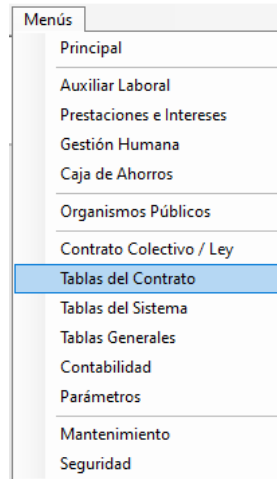 Menús
Principal
Auxiliar Laboral
Prestaciones e Intereses
Gestión Humana
Caja de Ahorros
Organismos Públicos
Contrato Colectivo / Ley
Tablas del Contrato
Tablas del Sistema
Tablas Generales
Contabilidad
Parámetros
Mantenimiento
Seguridad